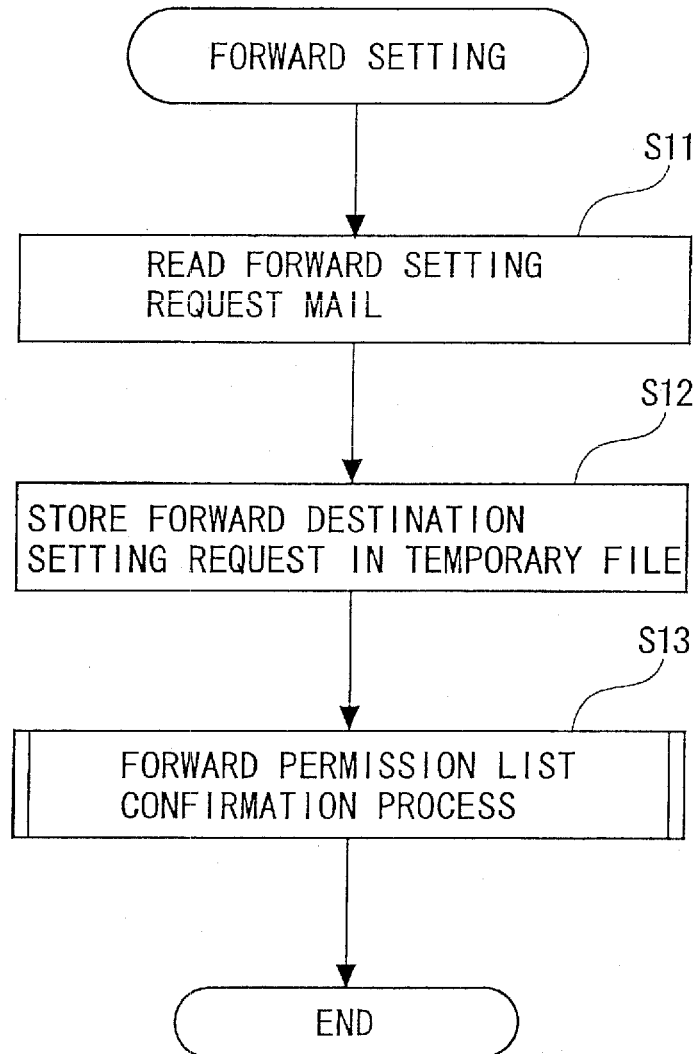 FORWARD SETTING
S11
READ FORWARD SETTING
REQUEST MAIL
S12
STORE FORWARD DESTINATION
SETTING REQUEST IN TEMPORARY FILE
S13
FORWARD PERMISSION LIST
CONFIRMATION PROCESS
END